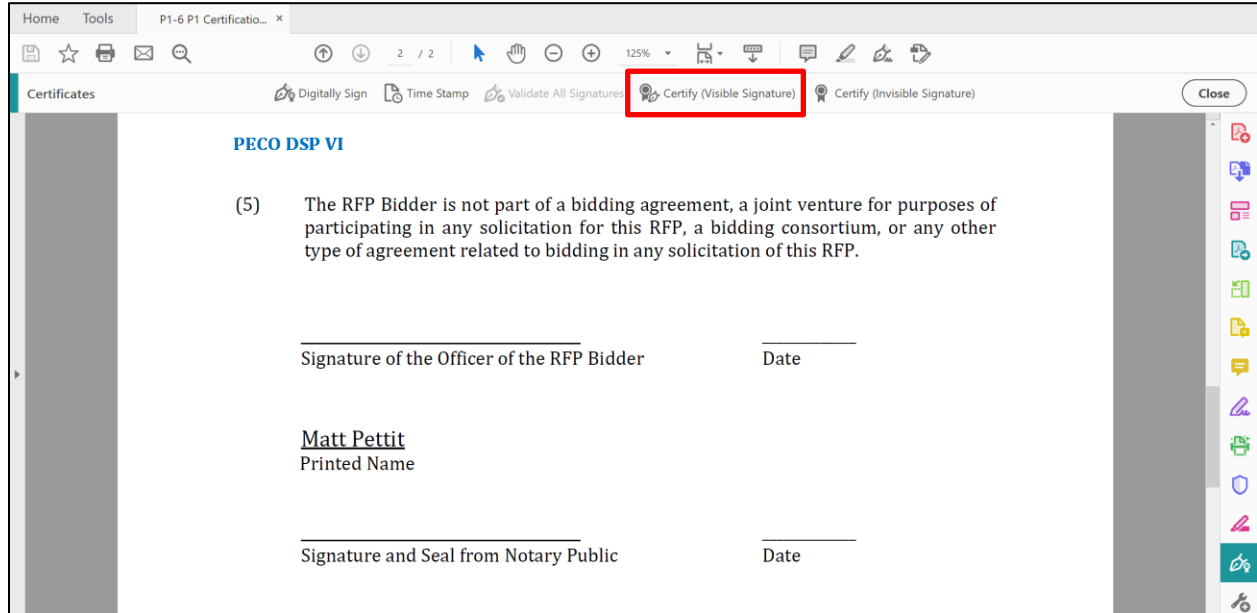 Home Tools P1-6 P1 Certificatio... ×
2 / 2 125%
Certificates Digitally Sign Time Stamp Validate All Signatures Certify (Visible Signature) Certify (Invisible Signature) Close
PECO DSP VI
(5) The RFP Bidder is not part of a bidding agreement, a joint venture for purposes of
participating in any solicitation for this RFP, a bidding consortium, or any other
type of agreement related to bidding in any solicitation of this RFP.
Signature of the Officer of the RFP Bidder Date
Matt Pettit
Printed Name
Signature and Seal from Notary Public Date